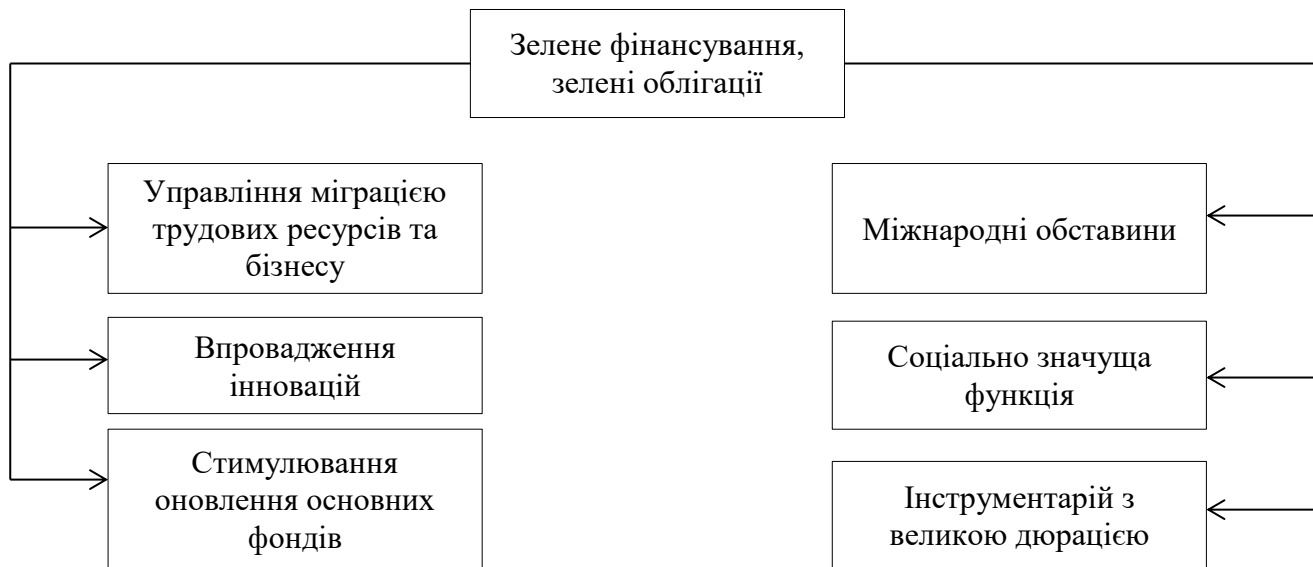 Зелене фінансування,
зелені облігації
Управління міграцією
трудових ресурсів та
бізнесу
Впровадження
інновацій
Стимулювання
оновлення основних
фондів
Міжнародні обставини
Соціально значуща
функція
Інструментарій з
великою дюрацією